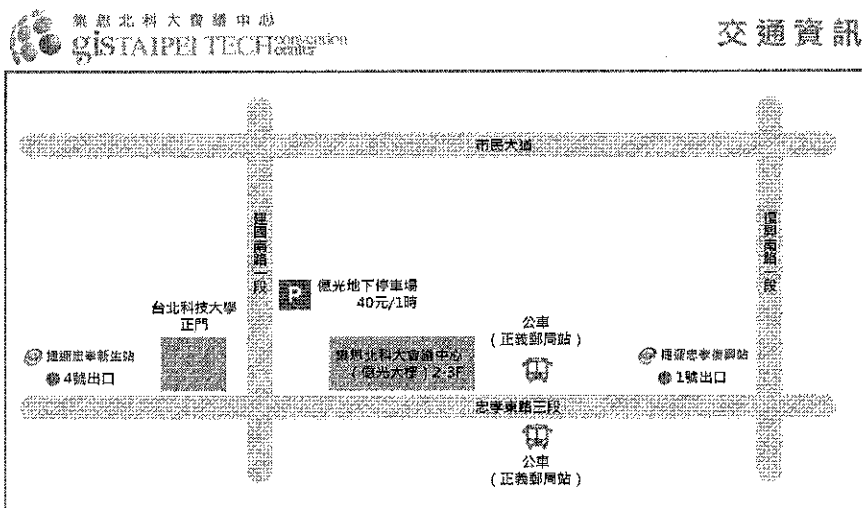 集思北科大會議中心
gisTAIPEI TECH convention center
交通資訊
市民大道
建國南路一段
復興南路一段
P
億光地下停車場
40元/1時
台北科技大學
正門
公車
(正義郵局站)
捷運忠孝新生站
4號出口
集思北科大會議中心
(億光大樓)2-3F
捷運忠孝復興站
1號出口
忠孝東路三段
公車
(正義郵局站)